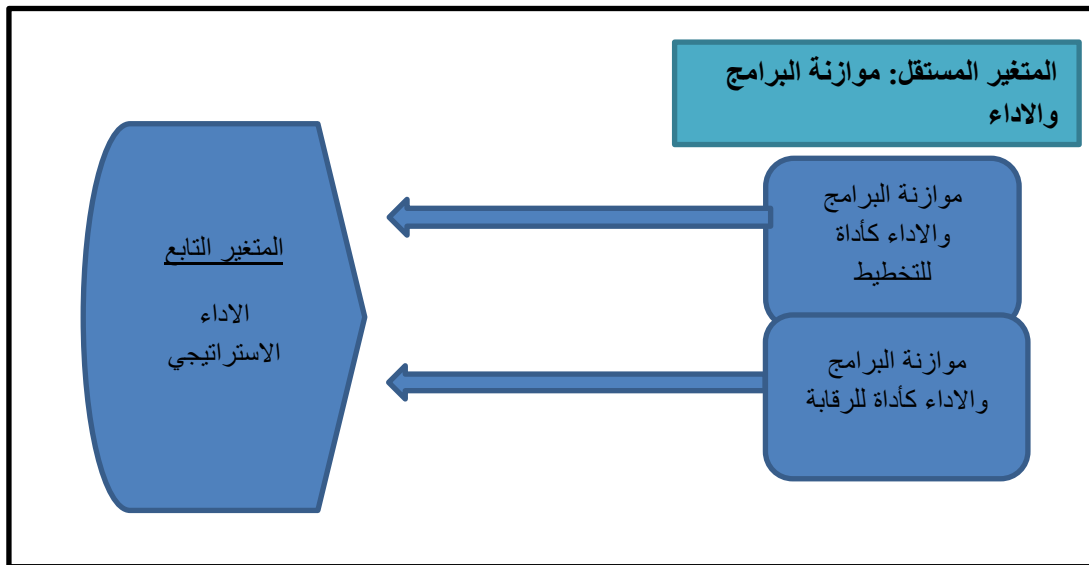 المتغير المستقل: موازنة البرامج
والاداء
موازنة البرامج
والاداء كأداة
للتخطيط
موازنة البرامج
والاداء كأداة للرقابة
المتغير التابع
الاداء
الاستراتيجي